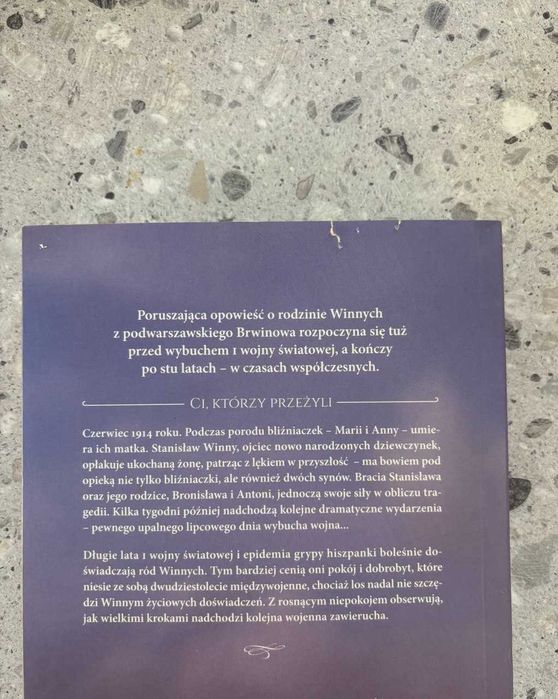 Poruszająca opowieść o rodzinie Winnych
z podwarszawskiego Brwinowa rozpoczyna się tuż
przed wybuchem I wojny światowej, a kończy
po stu latach – w czasach współczesnych.
Ci, którzy przeżyli
Czerwiec 1914 roku. Podczas porodu bliźniaczek – Marii i Anny – umie-
ra ich matka. Stanisław Winny, ojciec nowo narodzonych dziewczynek,
opłakuje ukochaną żonę, patrząc z lękiem w przyszłość – ma bowiem pod
opieką nie tylko bliźniaczki, ale również dwóch synów. Bracia Stanisława
oraz jego rodzice, Bronisława i Antoni, jednoczą swoje siły w obliczu tra-
gedii. Kilka tygodni później nadchodzą kolejne dramatyczne wydarzenia
– pewnego upalnego lipcowego dnia wybucha wojna...
Długie lata I wojny światowej i epidemia grypy hiszpanki boleśnie do-
świadczają ród Winnych. Tym bardziej cenią oni pokój i dobrobyt, które
niesie ze sobą dwudziestolecie międzywojenne, chociaż los nadal nie szczę-
dzi Winnym życiowych doświadczeń. Z rosnącym niepokojem obserwują,
jak wielkimi krokami nadchodzi kolejna wojenna zawierucha.